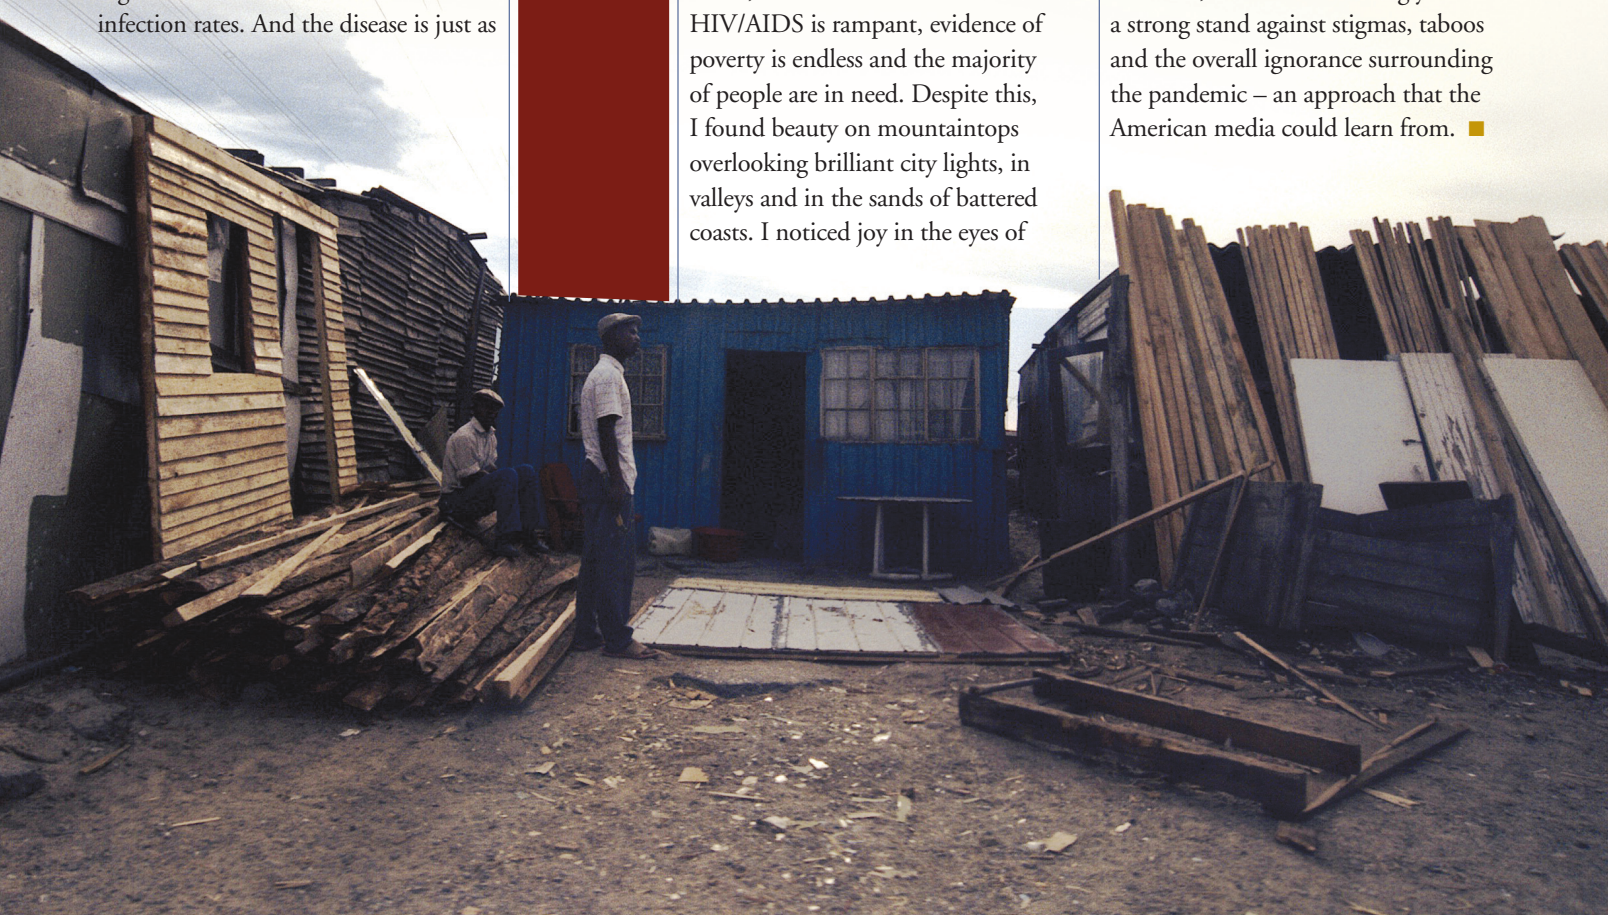 infection rates. And the disease is just as
HIV/AIDS is rampant, evidence of
poverty is endless and the majority
of people are in need. Despite this,
I found beauty on mountaintops
overlooking brilliant city lights, in
valleys and in the sands of battered
coasts. I noticed joy in the eyes of
a strong stand against stigmas, taboos
and the overall ignorance surrounding
the pandemic – an approach that the
American media could learn from.